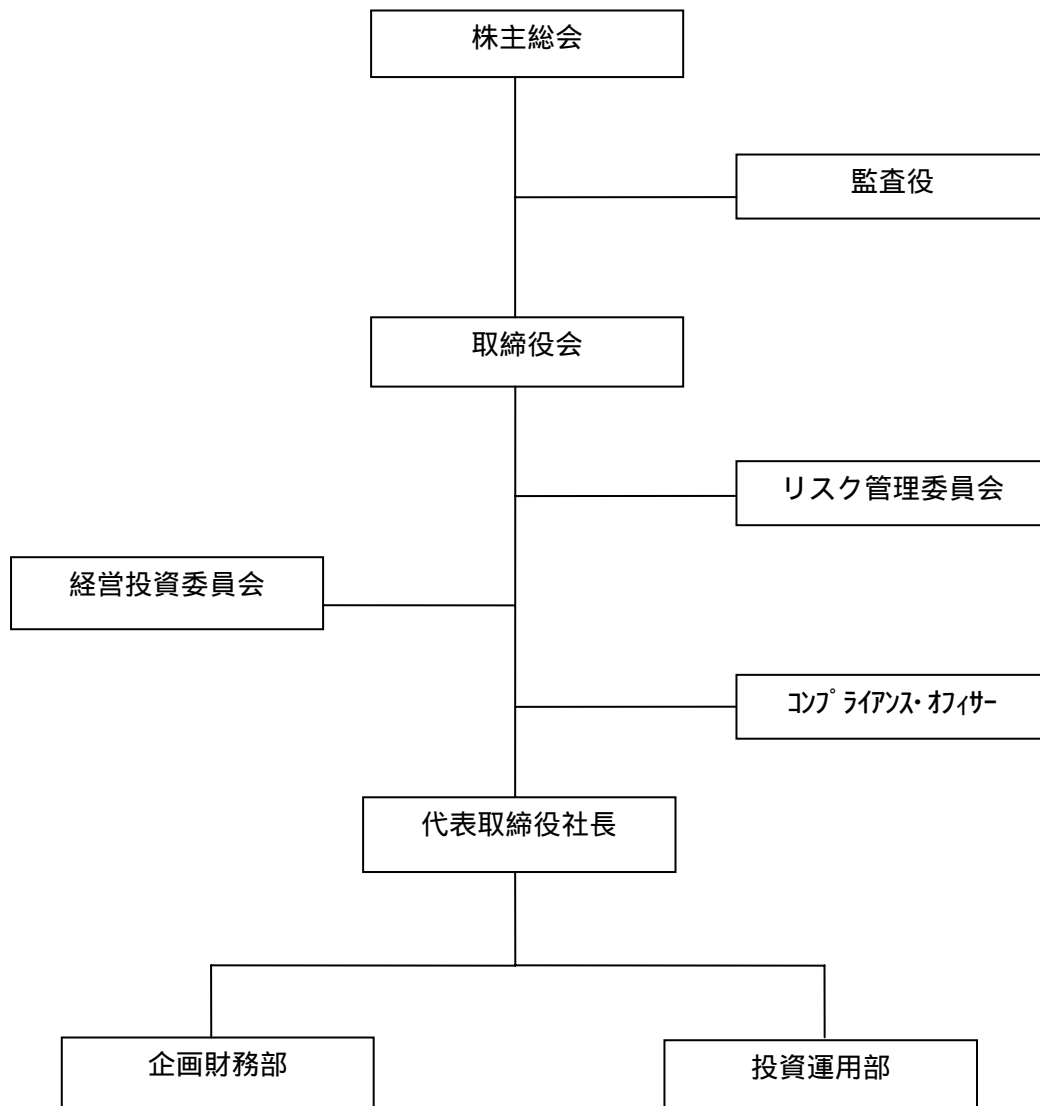 株主総会
監査役
取締役会
リスク管理委員会
経営投資委員会
ｺﾝﾌﾟﾗｲｱﾝｽ･ｵﾌｨｻｰ
代表取締役社長
企画財務部
投資運用部